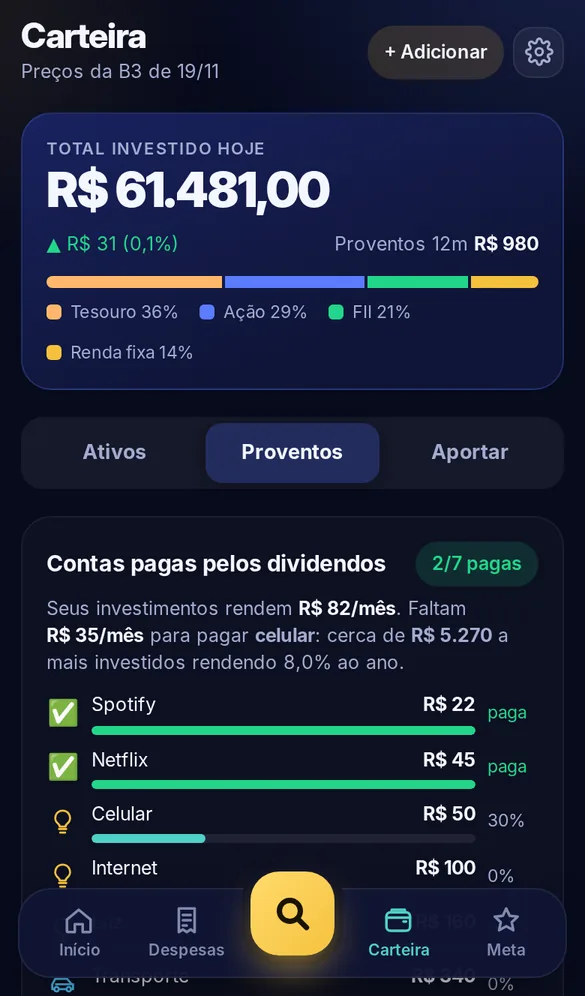 Carteira
Preços da B3 de 19/11
+ Adicionar
TOTAL INVESTIDO HOJE
R$ 61.481,00
▲ R$ 31 (0,1%)
Proventos 12m R$ 980
Tesouro 36% Ação 29% FII 21%
Renda fixa 14%
Ativos Proventos Aportar
Contas pagas pelos dividendos
2/7 pagas
Seus investimentos rendem R$ 82/mês. Faltam
R$ 35/mês para pagar celular: cerca de R$ 5.270 a
mais investidos rendendo 8,0% ao ano.
Spotify R$ 22 paga
Netflix R$ 45 paga
Celular R$ 50 30%
Internet R$ 100 0%
R$ 180
Transporte R$ 340 0%
Início Despesas Carteira Meta